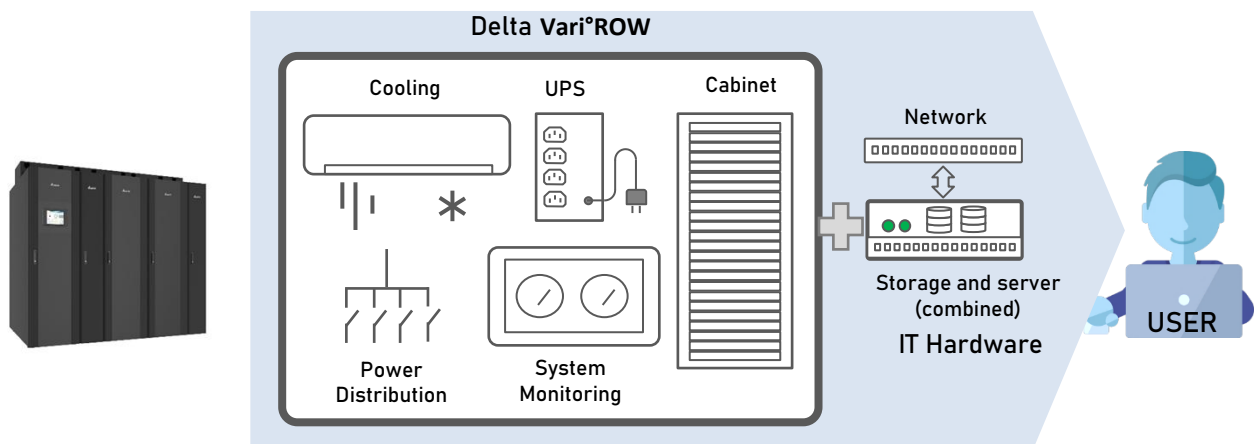 Delta Vari°ROW
Cooling
UPS
Cabinet
Network
Storage and server
(combined)
IT Hardware
Power
Distribution
System
Monitoring
USER